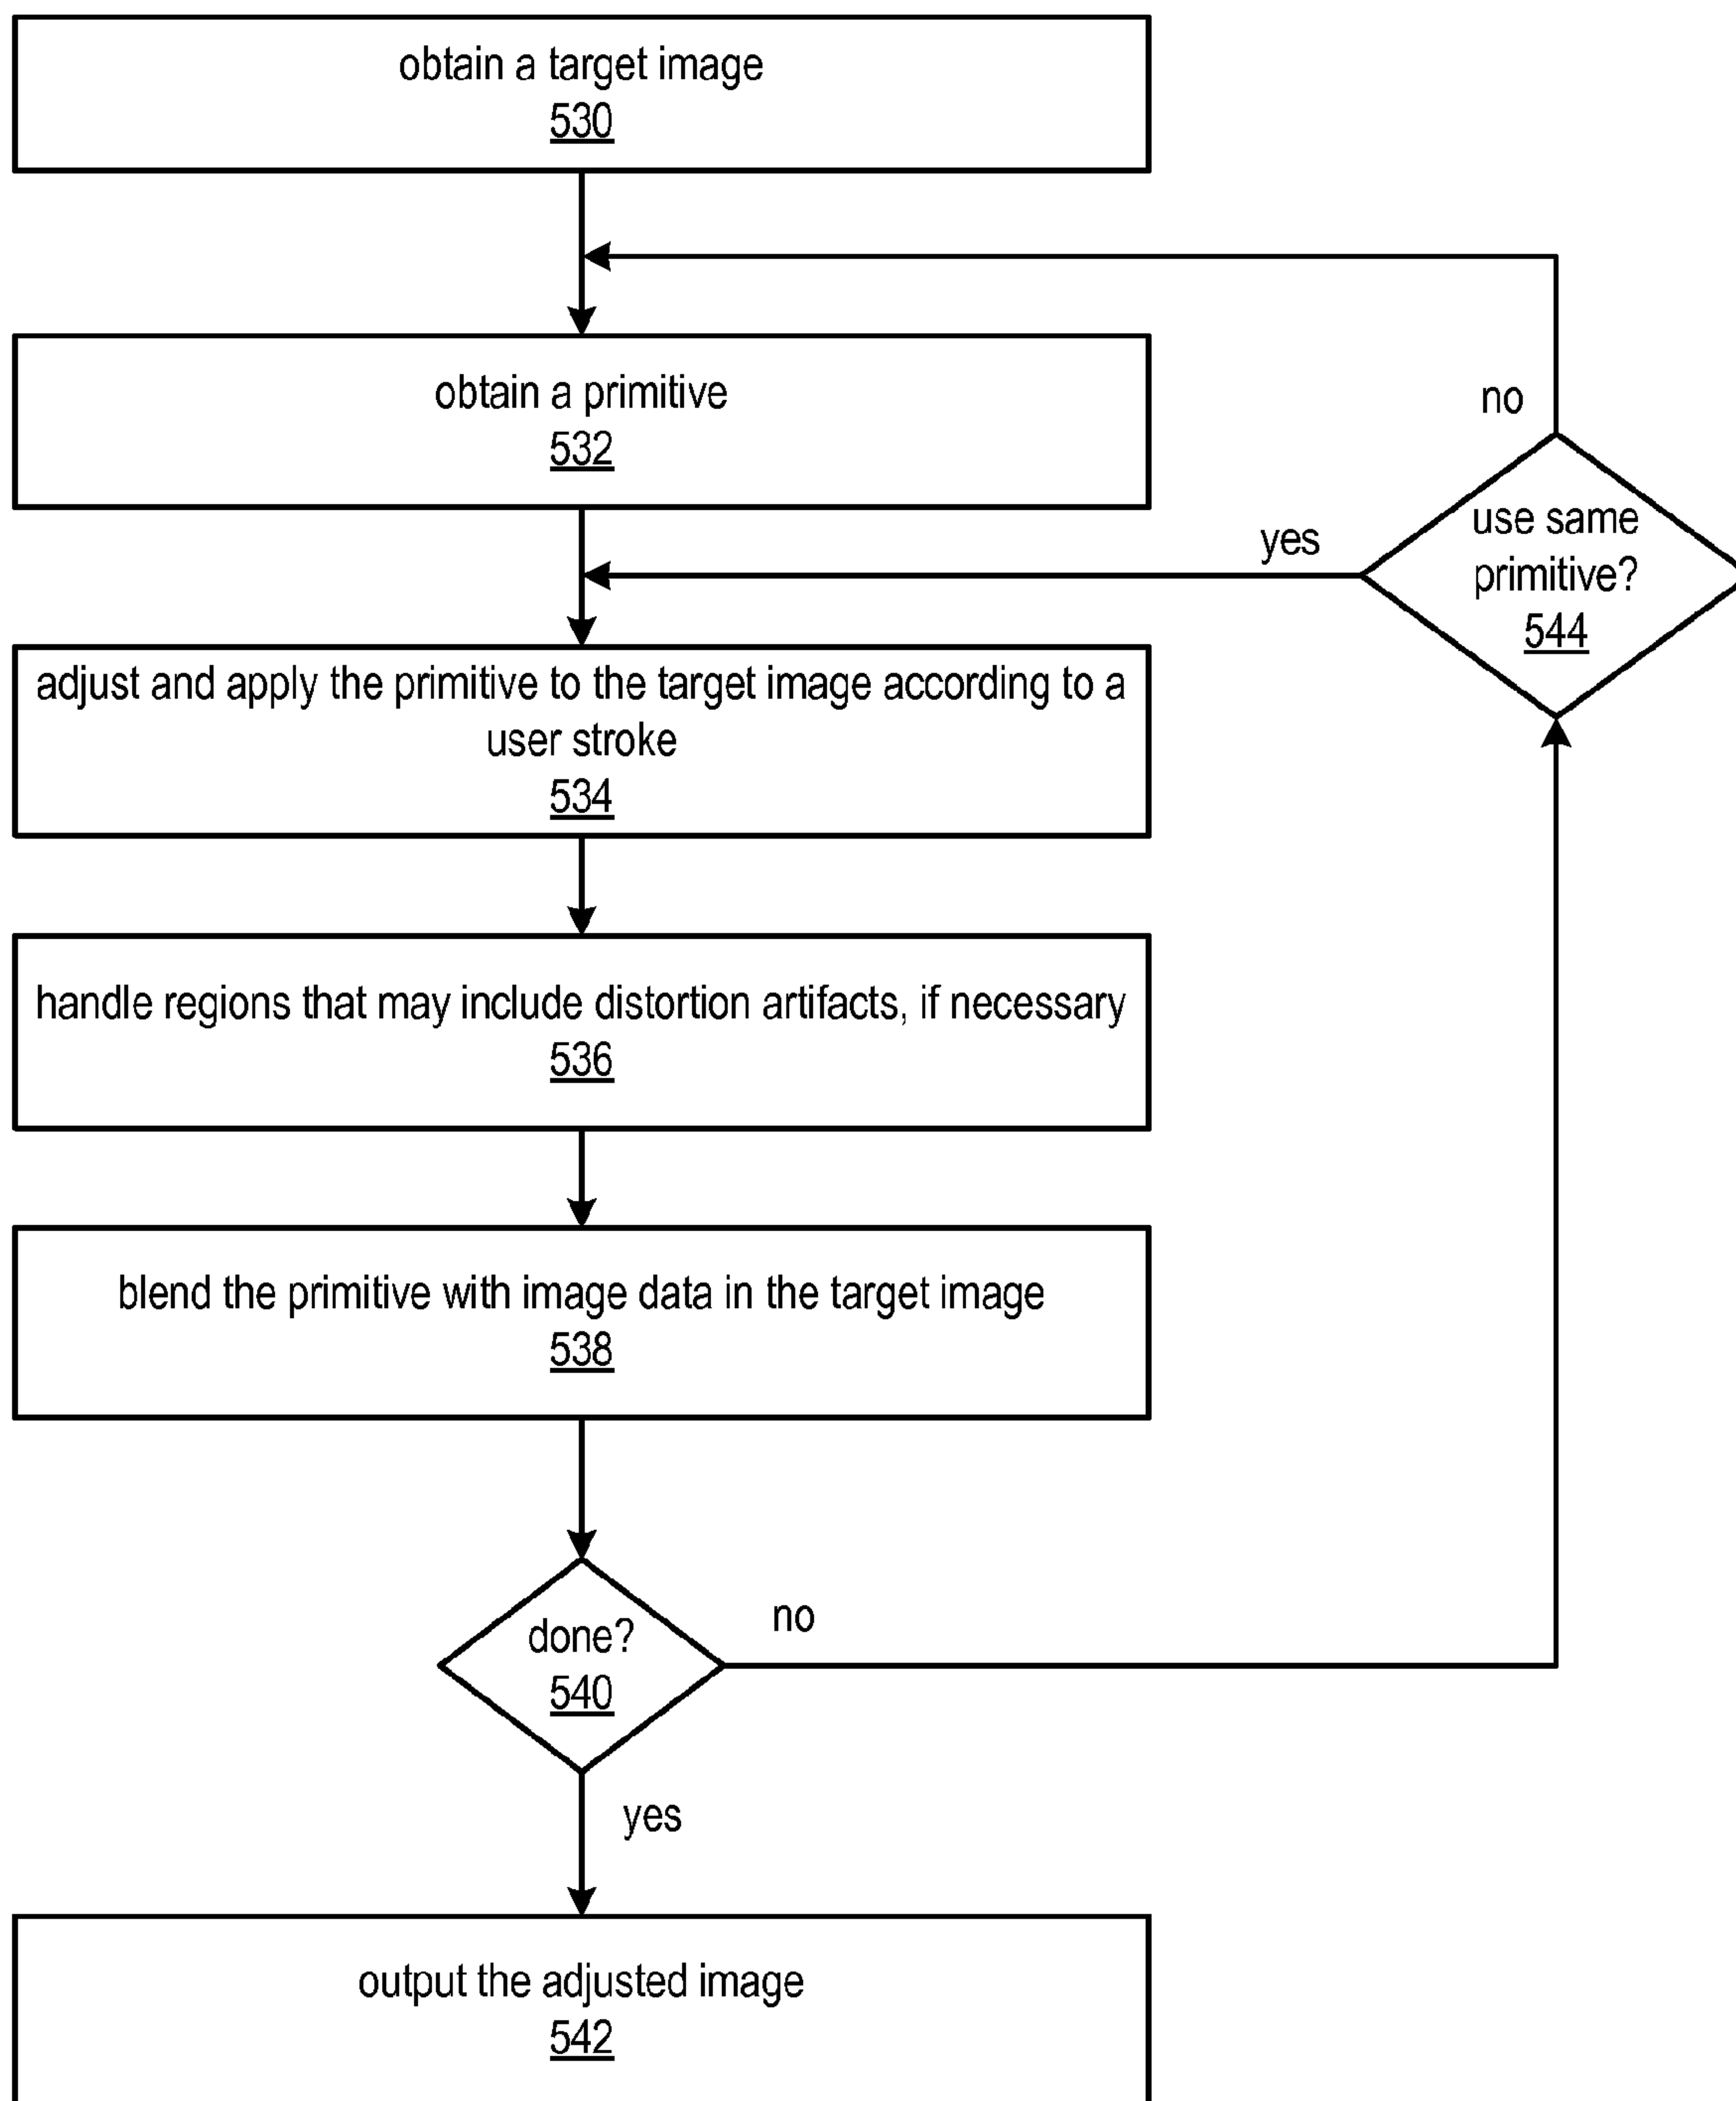 obtain a target image
530
obtain a primitive
532
no
use same
primitive?
544
yes
adjust and apply the primitive to the target image according to a
user stroke
534
handle regions that may include distortion artifacts, if necessary
536
blend the primitive with image data in the target image
538
done?
540
no
yes
output the adjusted image
542